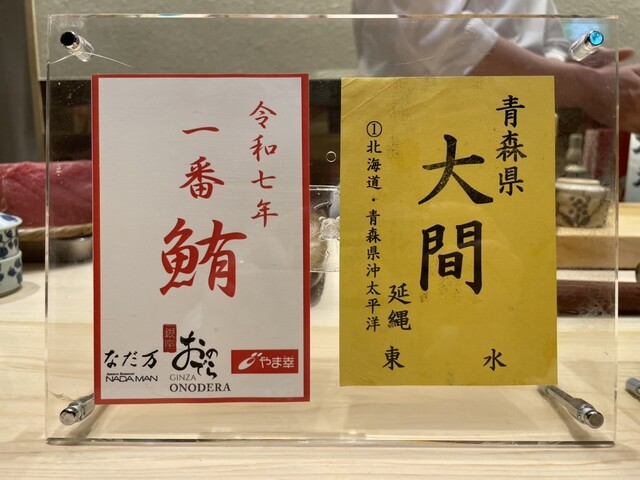 令和七年
一番
鮪
なだ万
Japanese Restaurant
NADAMAN
銀座
おのでら
GINZA
ONODERA
やま幸
青森県
大間
①北海道・青森県沖太平洋
延縄
東
水